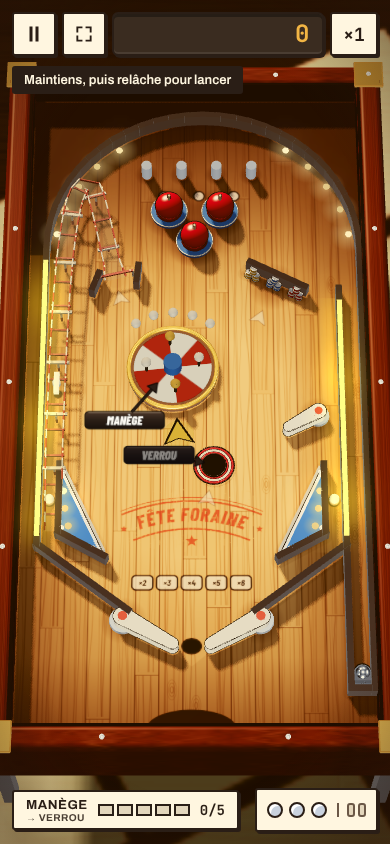 0
×1
Maintiens, puis relâche pour lancer
MANÈGE
VERROU
FÊTE FORAINE
×2 ×3 ×4 ×5 ×8
MANÈGE
→ VERROU
0/5